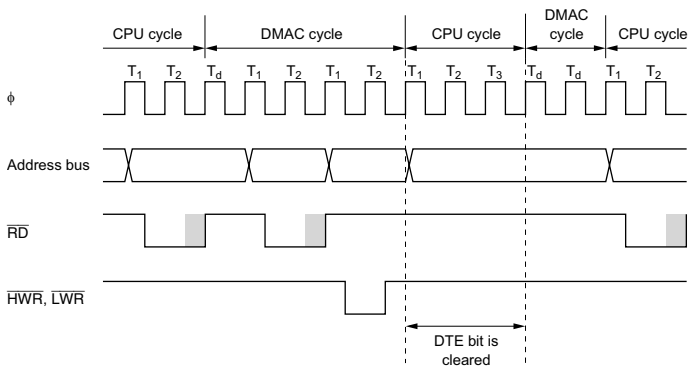 CPU cycle
DMAC cycle
CPU cycle
DMAC
cycle
CPU cycle
T1 T2 Td T1 T2 T1 T2 T1 T2 T3 Td Td T1 T2
ϕ
Address bus
RD
HWR, LWR
DTE bit is
cleared